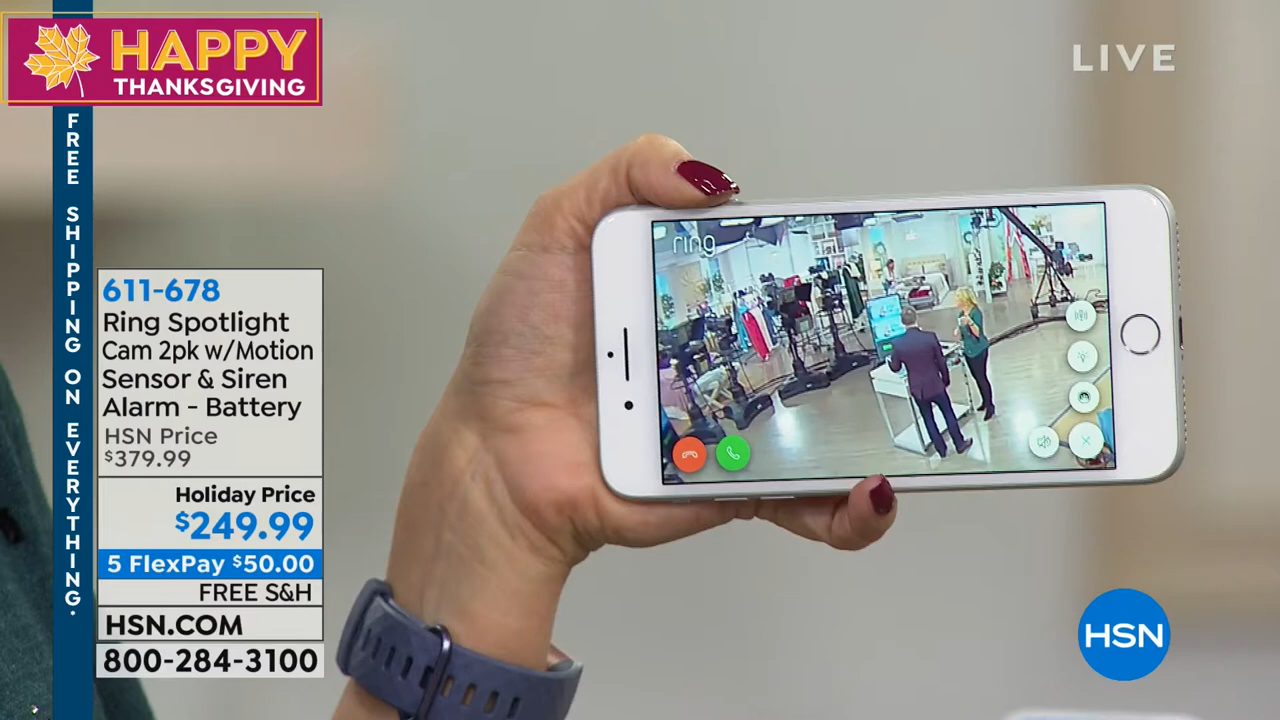 HAPPY
THANKSGIVING
LIVE
FREE SHIPPING ON EVERYTHING.
611-678
Ring Spotlight
Cam 2pk w/Motion
Sensor & Siren
Alarm - Battery
HSN Price
$379.99
Holiday Price
$249.99
5 FlexPay $50.00
FREE S&H
HSN.COM
800-284-3100
ring
HSN